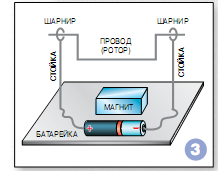 ШАРНИР ШАРНИР
ПРОВОД
(РОТОР)
СТОЙКА СТОЙКА
МАГНИТ
БАТАРЕЙКА
+ -
3